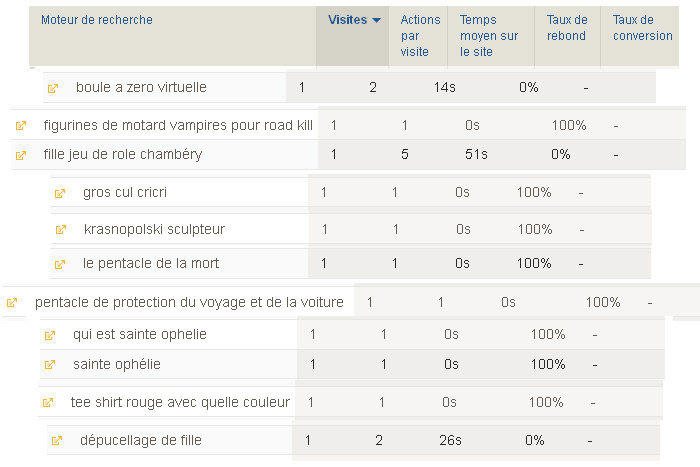 Moteur de recherche Visites Actions par visite Temps moyen sur le site Taux de rebond Taux de conversion
boule a zero virtuelle 1 2 14s 0% -
figurines de motard vampires pour road kill 1 1 0s 100% -
fille jeu de role chambéry 1 5 51s 0% -
gros cul cricri 1 1 0s 100% -
krasnopolski sculpteur 1 1 0s 100% -
le pentacle de la mort 1 1 0s 100% -
pentacle de protection du voyage et de la voiture 1 1 0s 100% -
qui est sainte ophelie 1 1 0s 100% -
sainte ophélie 1 1 0s 100% -
tee shirt rouge avec quelle couleur 1 1 0s 100% -
dépucellage de fille 1 2 26s 0% -